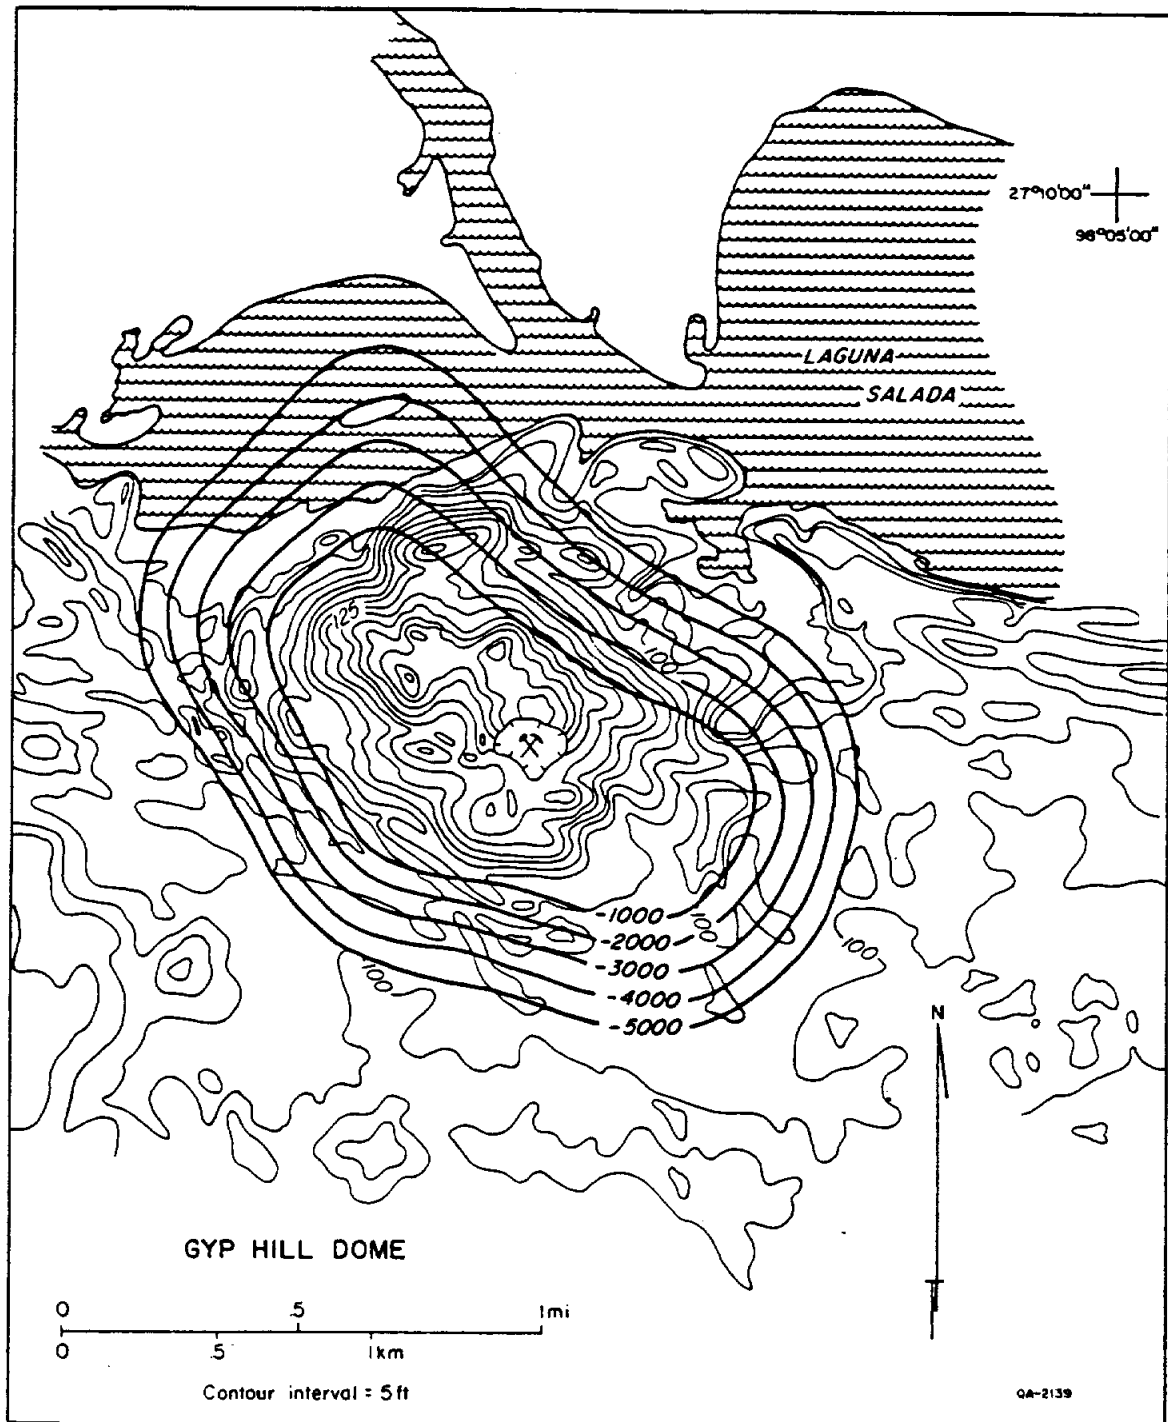 27°10'00"
98°05'00"
LAGUNA
SALADA
125
100
-1000
-2000
100
-3000
100
100
-4000
-5000
N
GYP HILL DOME
0 .5 1mi
0 .5 1km
Contour interval = 5 ft
QA-2139